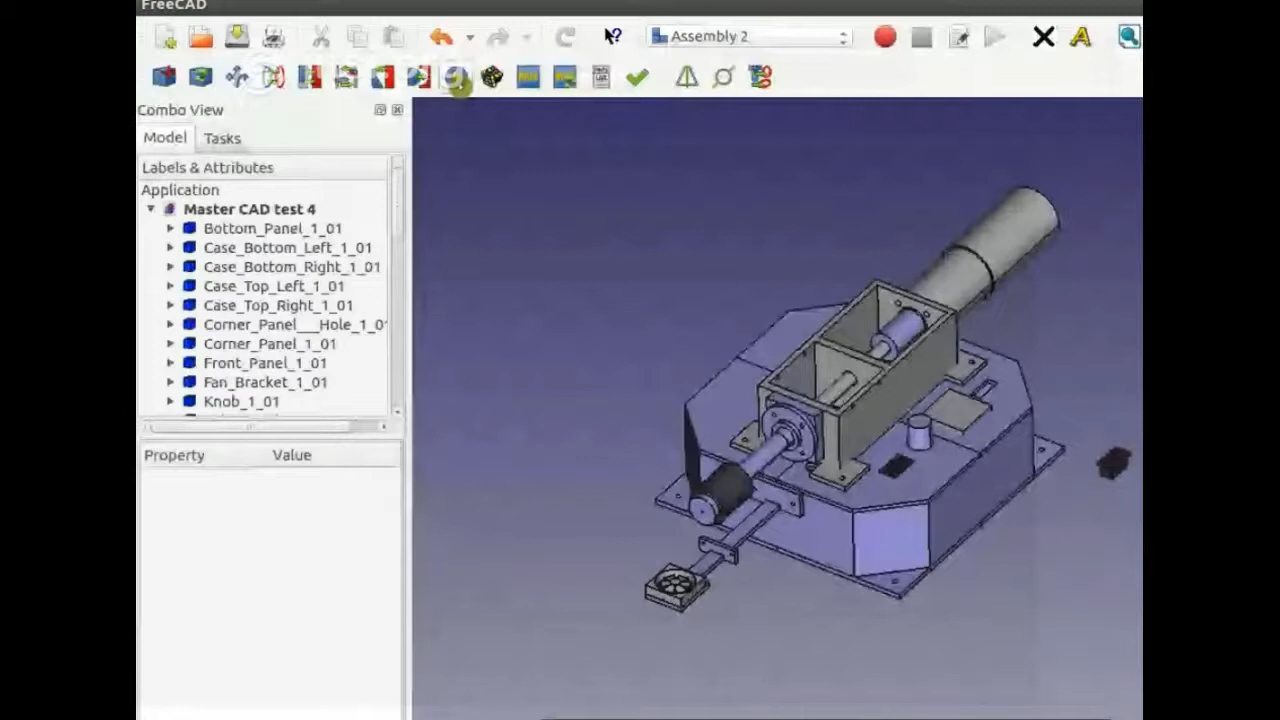 FreeCAD
Assembly 2
Combo View
Model
Tasks
Labels & Attributes
Application
Master CAD test 4
Bottom_Panel_1_01
Case_Bottom_Left_1_01
Case_Bottom_Right_1_01
Case_Top_Left_1_01
Case_Top_Right_1_01
Corner_Panel___Hole_1_0
Corner_Panel_1_01
Front_Panel_1_01
Fan_Bracket_1_01
Knob_1_01
Property
Value